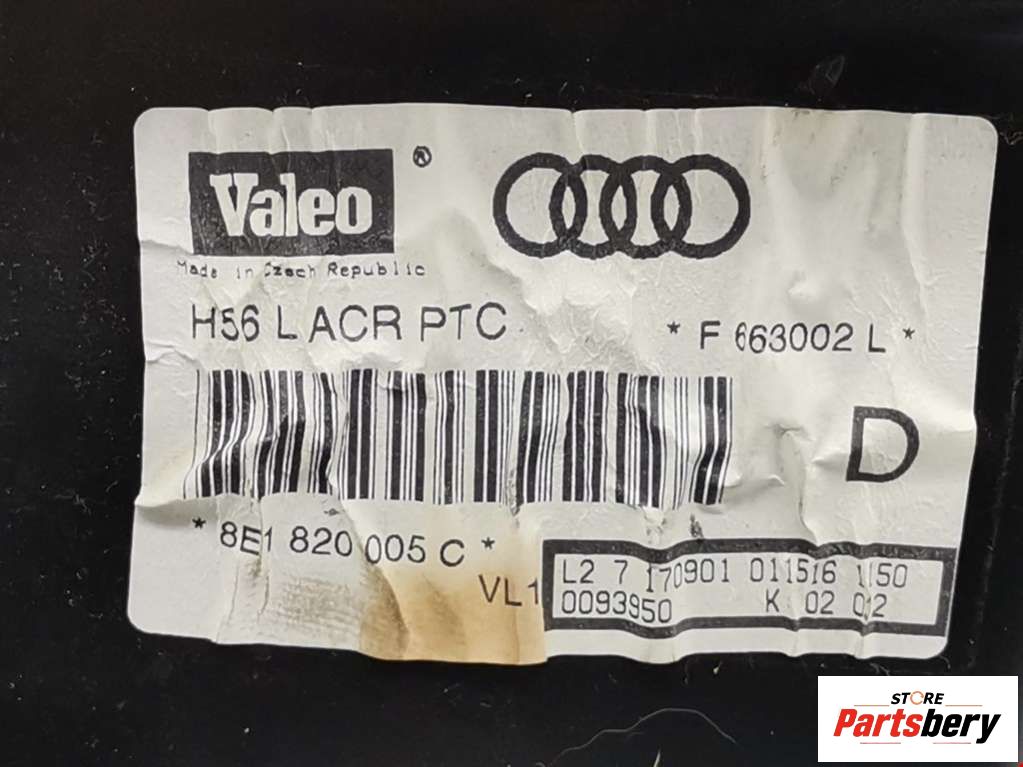 Valeo ®
Made in Czech Republic
H56 L ACR PTC
* F 663002 L *
D
* 8E1 820 005 C *
VL1
L2 7 170901 011516 1150
0093950 K 02 02
STORE
Partsbery